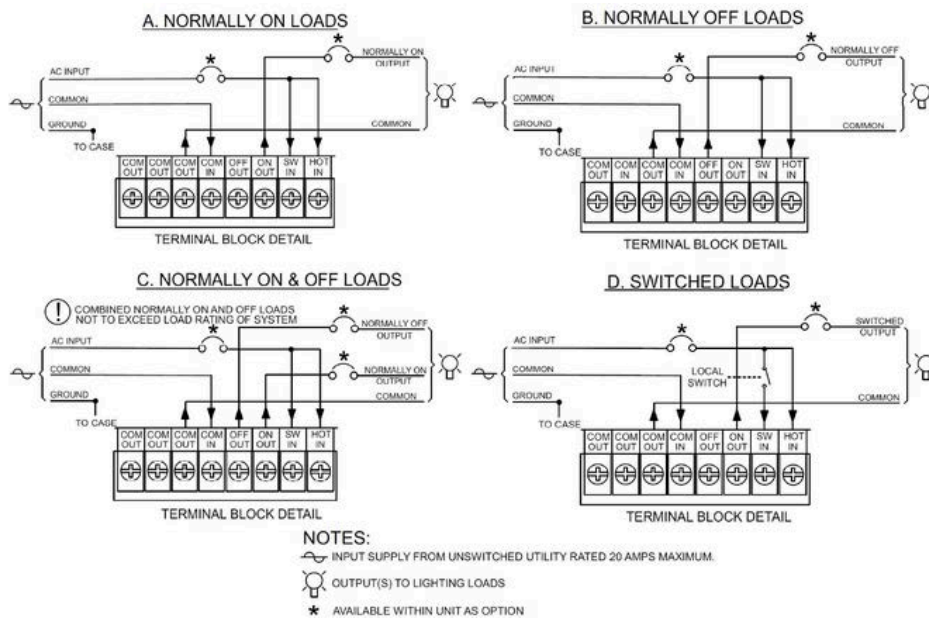 A. NORMALLY ON LOADS
*
*
NORMALLY ON
OUTPUT
AC INPUT
COMMON
GROUND
COMMON
TO CASE
COM OUT
COM OUT
COM OUT
COM IN
OFF OUT
ON OUT
SW IN
HOT IN
TERMINAL BLOCK DETAIL
B. NORMALLY OFF LOADS
*
*
NORMALLY OFF
OUTPUT
AC INPUT
COMMON
GROUND
COMMON
TO CASE
COM OUT
COM OUT
COM OUT
COM IN
OFF OUT
ON OUT
SW IN
HOT IN
TERMINAL BLOCK DETAIL
C. NORMALLY ON & OFF LOADS
! COMBINED NORMALLY ON AND OFF LOADS
NOT TO EXCEED LOAD RATING OF SYSTEM
*
*
*
NORMALLY OFF
OUTPUT
AC INPUT
COMMON
NORMALLY ON
OUTPUT
GROUND
COMMON
TO CASE
COM OUT
COM OUT
COM OUT
COM IN
OFF OUT
ON OUT
SW IN
HOT IN
TERMINAL BLOCK DETAIL
D. SWITCHED LOADS
*
*
SWITCHED
OUTPUT
AC INPUT
COMMON
LOCAL
SWITCH
GROUND
COMMON
TO CASE
COM OUT
COM OUT
COM OUT
COM IN
OFF OUT
ON OUT
SW IN
HOT IN
TERMINAL BLOCK DETAIL
NOTES:
INPUT SUPPLY FROM UNSWITCHED UTILITY RATED 20 AMPS MAXIMUM.
OUTPUT(S) TO LIGHTING LOADS
* AVAILABLE WITHIN UNIT AS OPTION